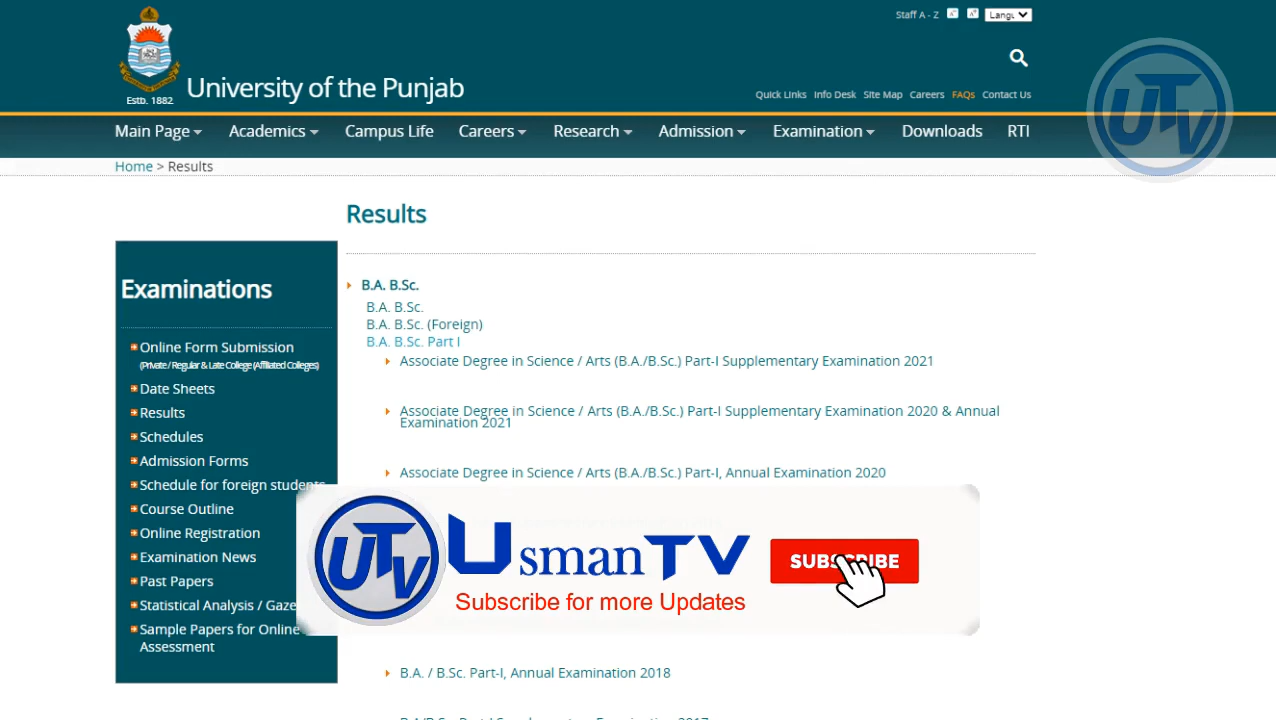 Staff A - Z A- A+ Langu
Estb. 1882
University of the Punjab
Quick Links Info Desk Site Map Careers FAQs Contact Us
UTV
Main Page Academics Campus Life Careers Research Admission Examination Downloads RTI
Home > Results
Results
Examinations
Online Form Submission
(Private / Regular & Late College (Affiliated Colleges)
Date Sheets
Results
Schedules
Admission Forms
Schedule for foreign students
Course Outline
Online Registration
Examination News
Past Papers
Statistical Analysis / Gaze
Sample Papers for Online
Assessment
B.A. B.Sc.
B.A. B.Sc.
B.A. B.Sc. (Foreign)
B.A. B.Sc. Part I
Associate Degree in Science / Arts (B.A./B.Sc.) Part-I Supplementary Examination 2021
Associate Degree in Science / Arts (B.A./B.Sc.) Part-I Supplementary Examination 2020 & Annual
Examination 2021
Associate Degree in Science / Arts (B.A./B.Sc.) Part-I, Annual Examination 2020
UTV
UsmanTV
Subscribe for more Updates
SUBSCRIBE
B.A. / B.Sc. Part-I, Annual Examination 2018